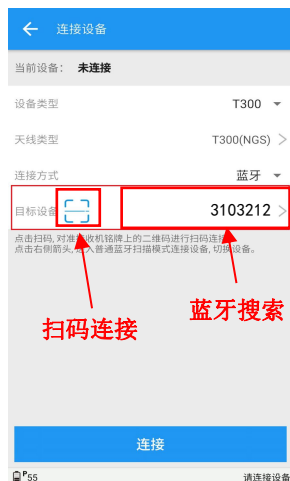 连接设备
当前设备： 未连接
设备类型 T300
天线类型 T300(NGS)
连接方式 蓝牙
目标设备 3103212
点击扫码, 对准接收机铭牌上的二维码进行扫码连接
点击右侧箭头, 进入普通蓝牙扫描模式连接设备, 切换设备。
扫码连接
蓝牙搜索
连接
P55 请连接设备